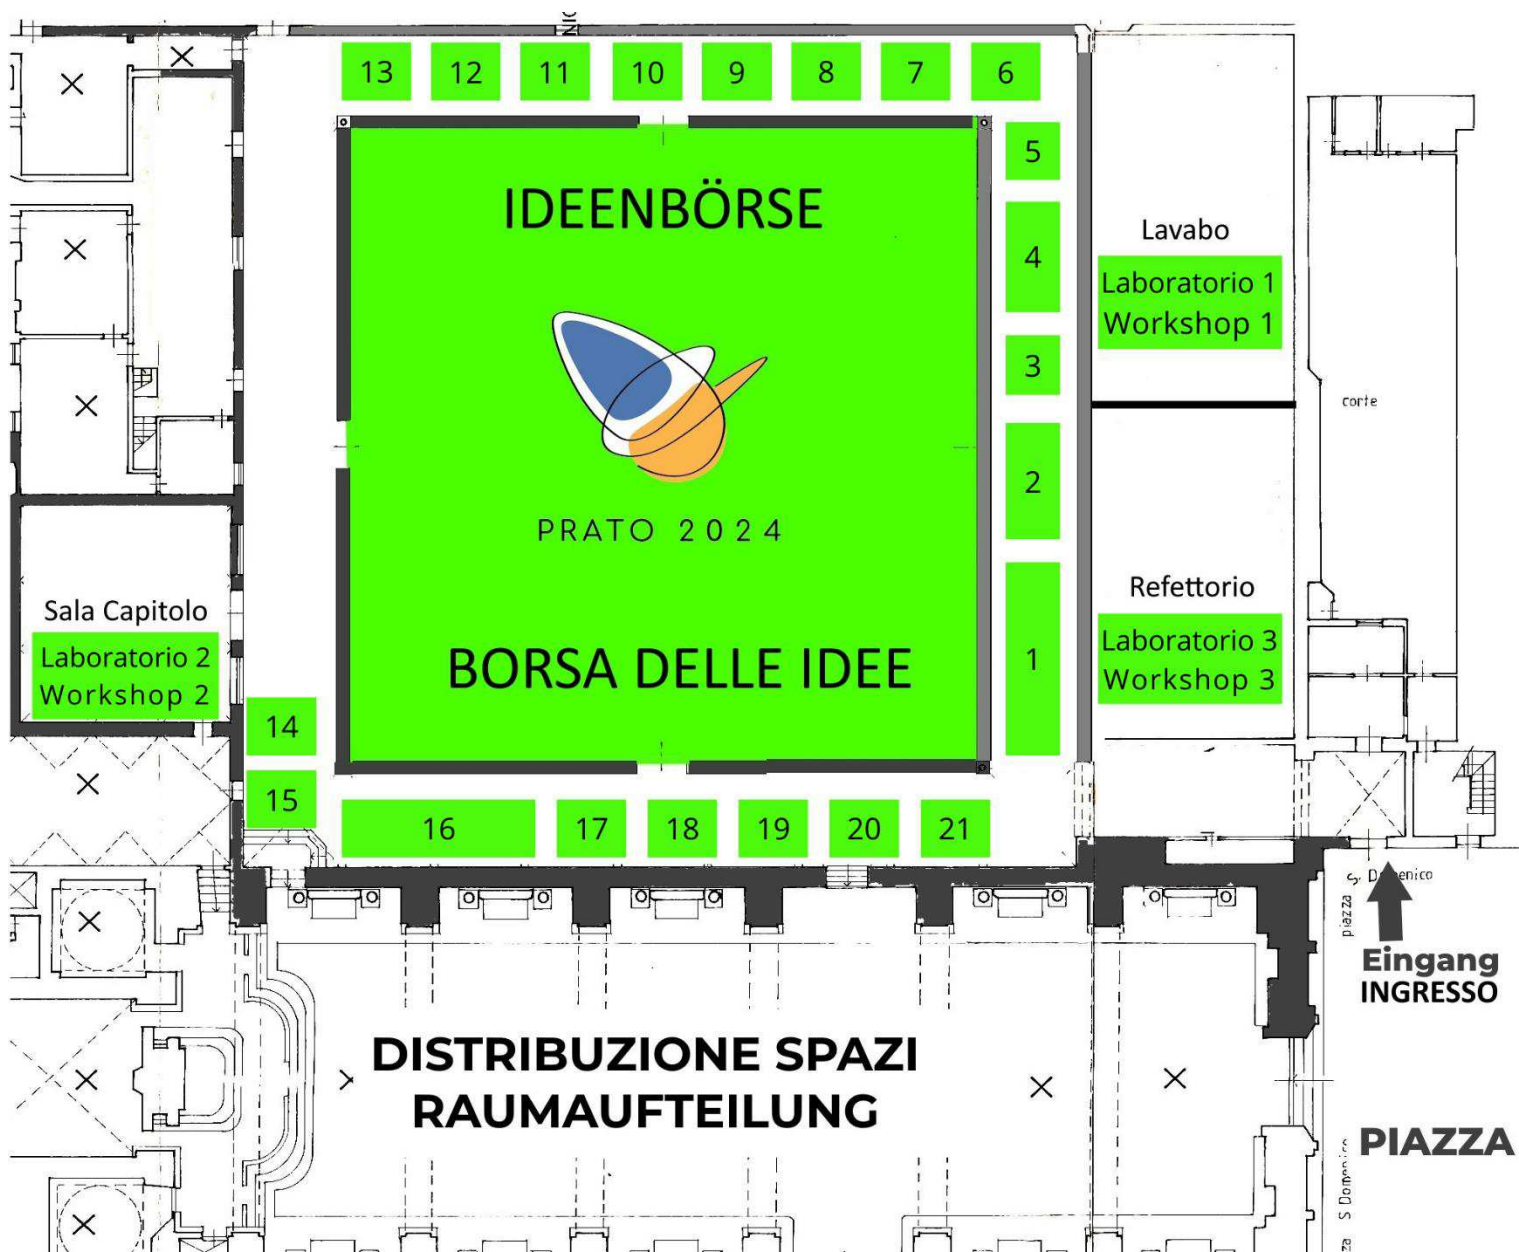 NIC
13 12 11 10 9 8 7 6
5
IDEENBÖRSE
4
Lavabo
Laboratorio 1
Workshop 1
3
corte
2
PRATO 2024
Refettorio
Sala Capitolo
Laboratorio 2
Workshop 2
BORSA DELLE IDEE
1
Laboratorio 3
Workshop 3
14
15
16 17 18 19 20 21
piazza S. Domenico
Eingang
INGRESSO
DISTRIBUZIONE SPAZI
RAUMAUFTEILUNG
PIAZZA
S Domenico